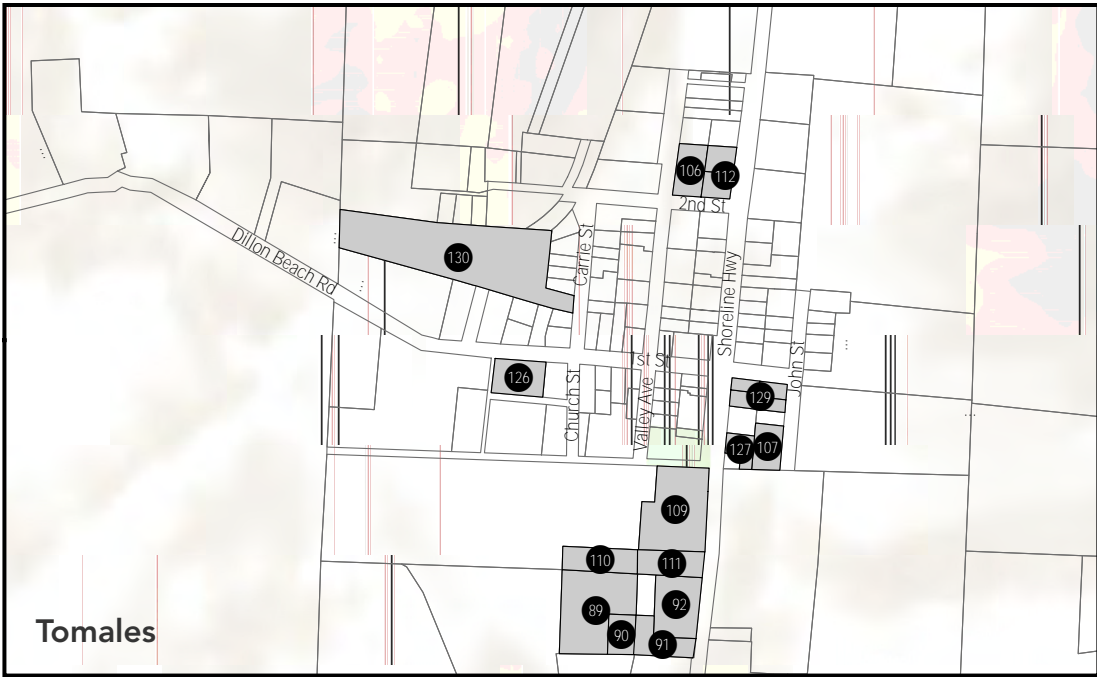 106
112
2nd St
Dillon Beach Rd
130
Carrie St
Shoreline Hwy
1st St
126
Church St
Valley Ave
John St
129
127
107
109
110
111
89
92
90
91
Tomales